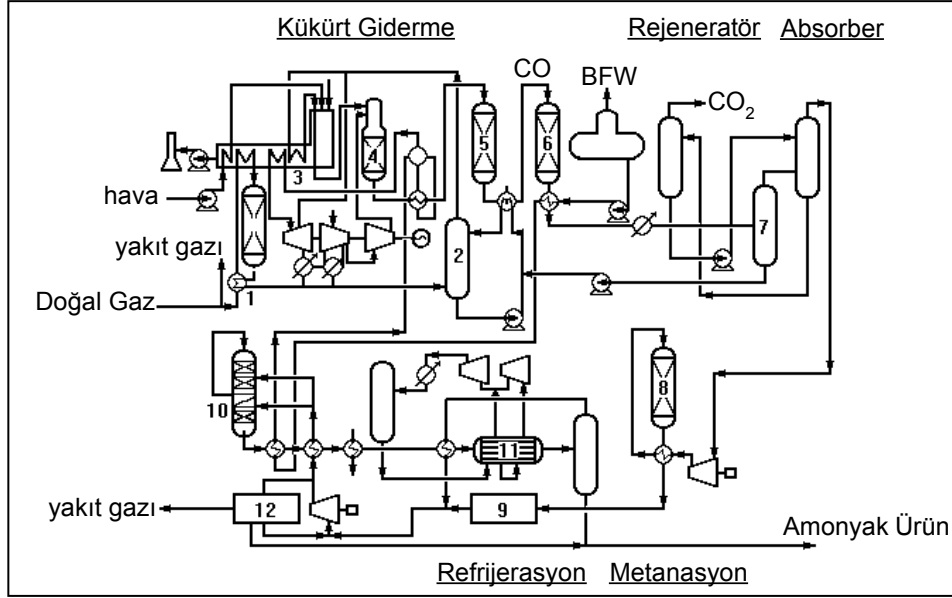 Kükürt Giderme
Rejeneratör
Absorber
CO
BFW
CO2
5
6
4
3
hava
7
yakıt gazı
2
1
Doğal Gaz
8
10
11
yakıt gazı
12
9
Amonyak Ürün
Refrijerasyon
Metanasyon